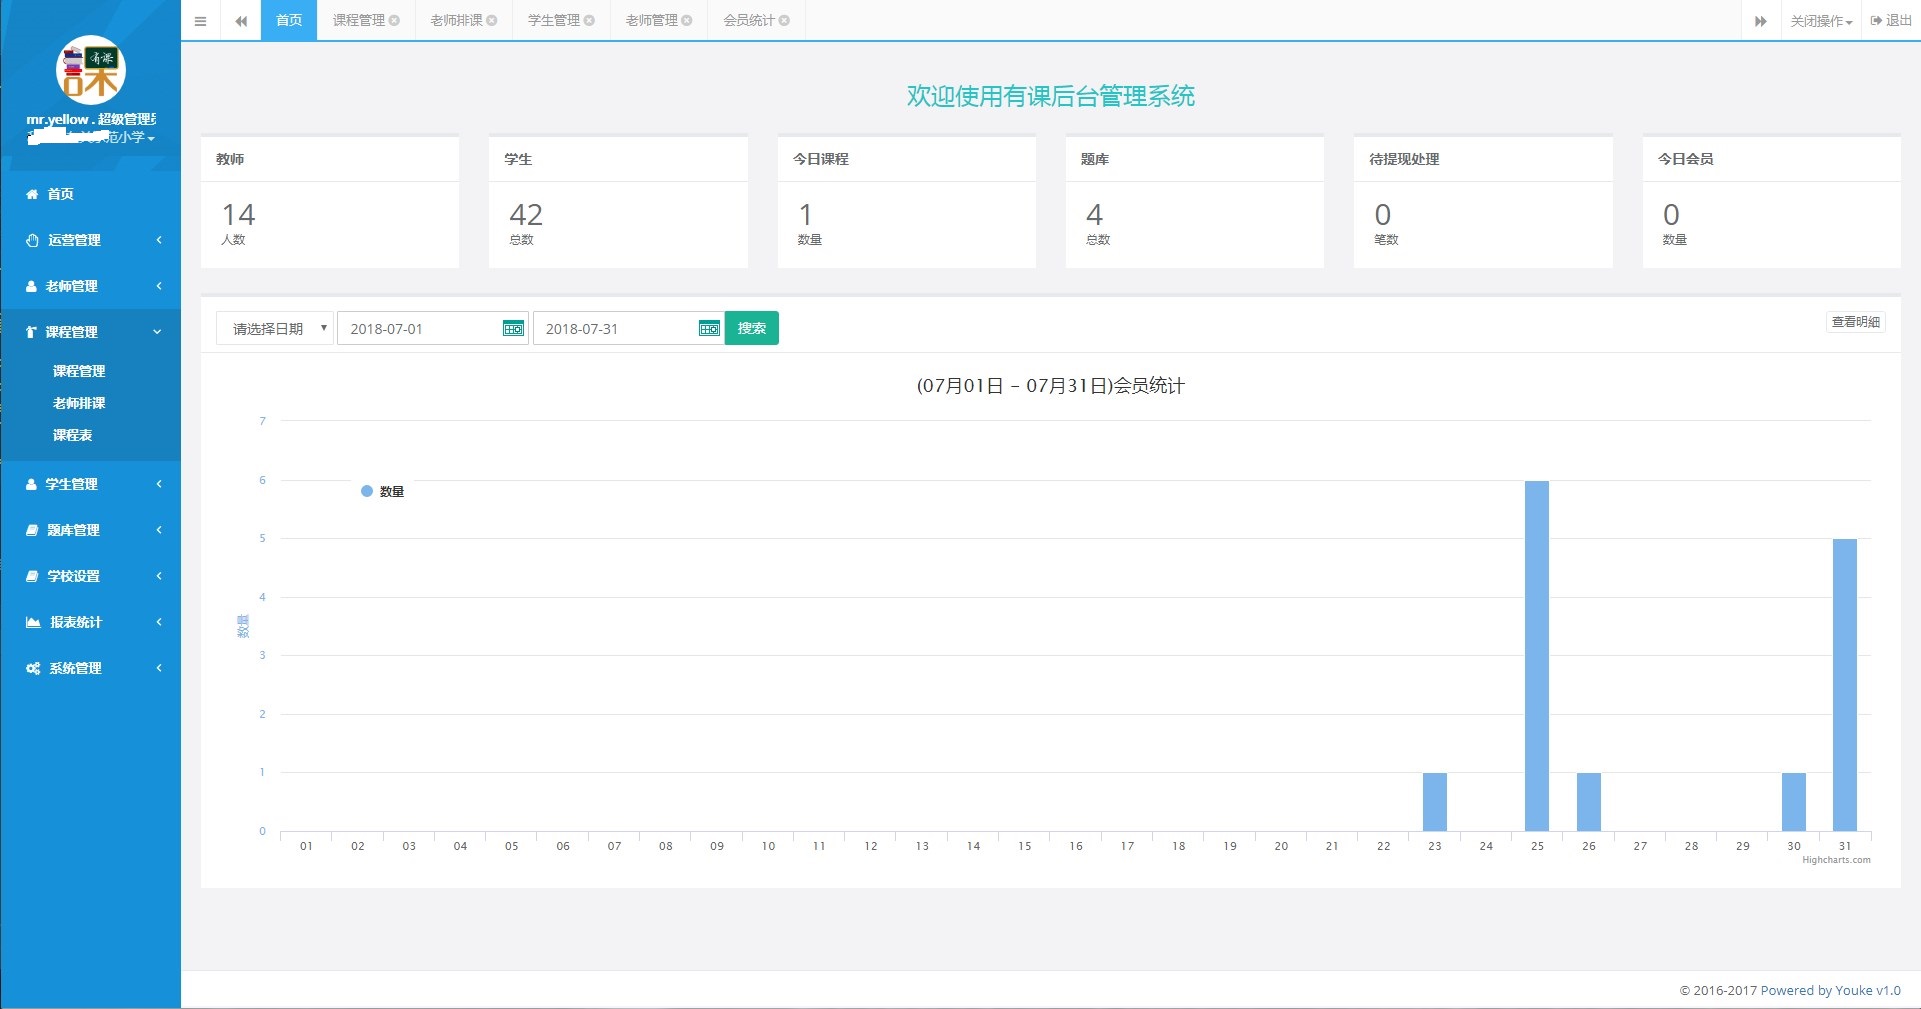 有课
mr.yellow . 超级管理
范小学
首页
运营管理
老师管理
课程管理
课程管理
老师排课
课程表
学生管理
题库管理
学校设置
报表统计
系统管理
首页 课程管理 老师排课 学生管理 老师管理 会员统计 关闭操作 退出
欢迎使用有课后台管理系统
教师
14
人数
学生
42
总数
今日课程
1
数量
题库
4
总数
待提现处理
0
笔数
今日会员
0
数量
请选择日期 2018-07-01 2018-07-31 搜索 查看明細
(07月01日 - 07月31日)会员统计
数量
7
6
5
4
3
2
1
0
数量
01 02 03 04 05 06 07 08 09 10 11 12 13 14 15 16 17 18 19 20 21 22 23 24 25 26 27 28 29 30 31
Highcharts.com
© 2016-2017 Powered by Youke v1.0